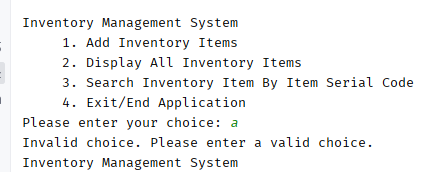 Inventory Management System
1. Add Inventory Items
2. Display All Inventory Items
3. Search Inventory Item By Item Serial Code
4. Exit/End Application
Please enter your choice: a
Invalid choice. Please enter a valid choice.
Inventory Management System